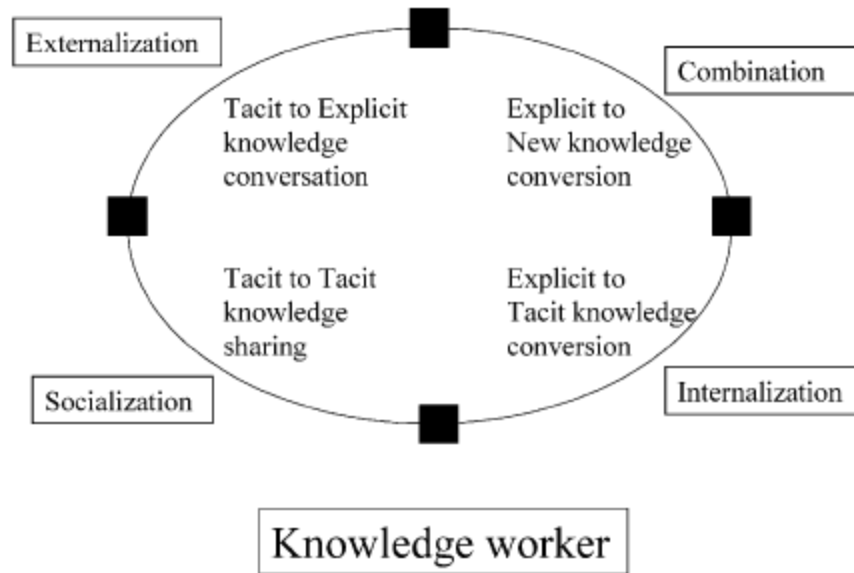 Externalization
Combination
Tacit to Explicit
knowledge
conversation
Explicit to
New knowledge
conversion
Tacit to Tacit
knowledge
sharing
Explicit to
Tacit knowledge
conversion
Socialization
Internalization
Knowledge worker